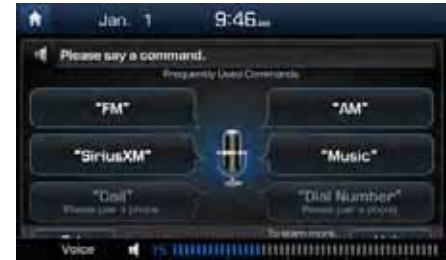 Jan. 1 9:46
Please say a command.
Frequently Used Commands
"FM" "AM"
"SiriusXM" "Music"
"Call" "Dial Number"
Please pair a phone Please pair a phone
To learn more,
Voice 15